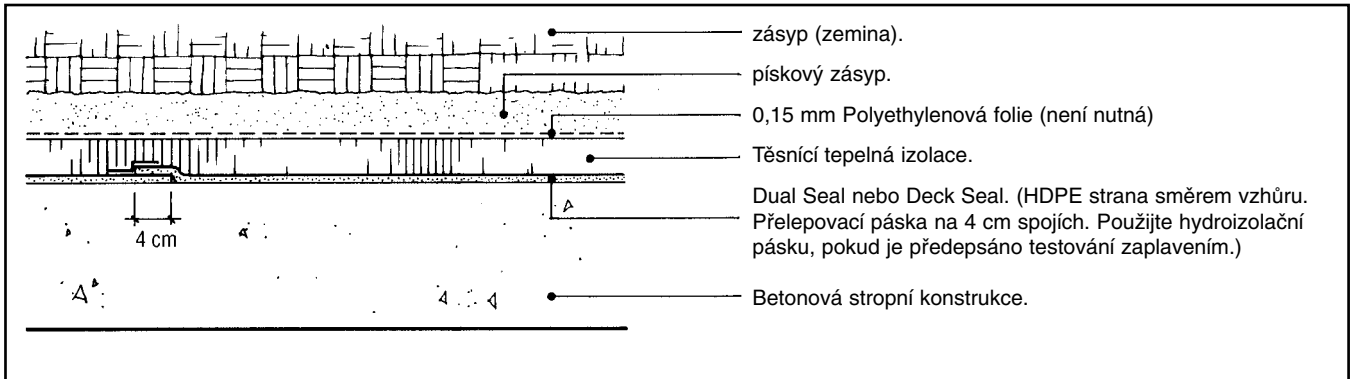 zásyp (zemina).
pískový zásyp.
0,15 mm Polyethylenová folie (není nutná)
Těsnící tepelná izolace.
Dual Seal nebo Deck Seal. (HDPE strana směrem vzhůru.
Přelepovací páska na 4 cm spojích. Použijte hydroizolační
pásku, pokud je předepsáno testování zaplavením.)
4 cm
Betonová stropní konstrukce.